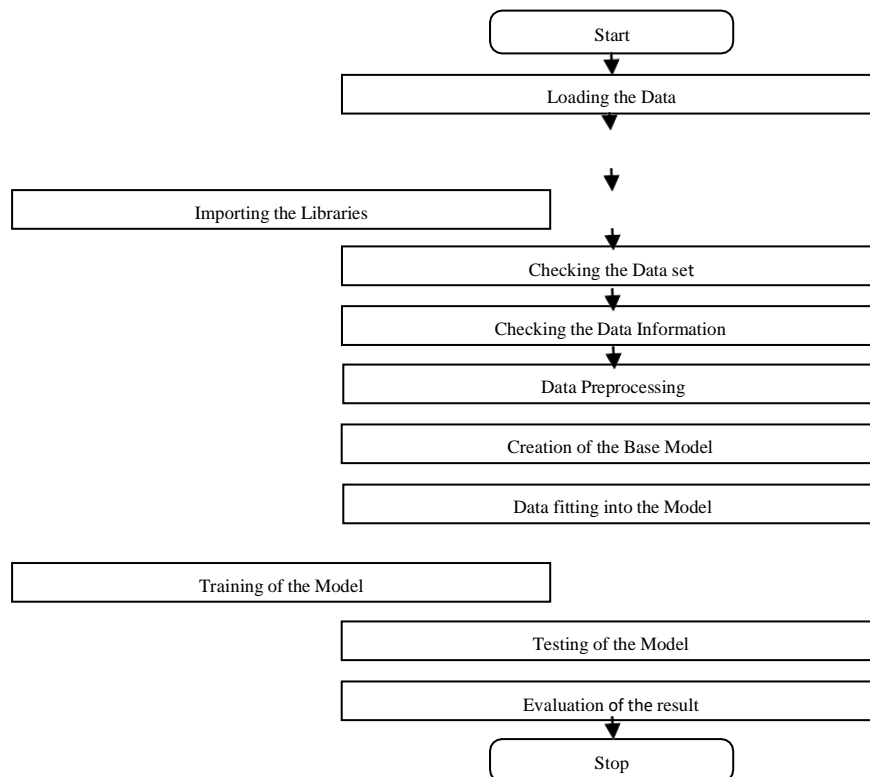 Start
Loading the Data
Importing the Libraries
Checking the Data set
Checking the Data Information
Data Preprocessing
Creation of the Base Model
Data fitting into the Model
Training of the Model
Testing of the Model
Evaluation of the result
Stop